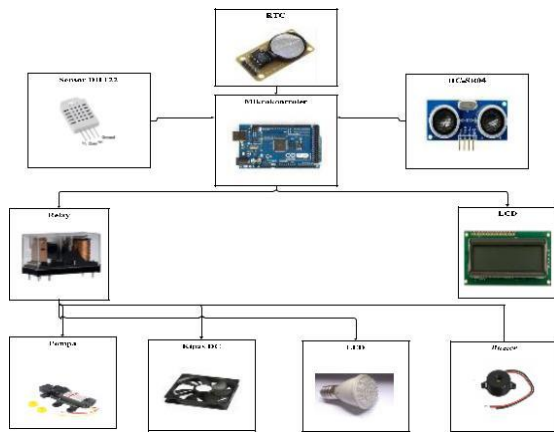 RTC
Sensor DHT22
HC-SR04
Mikrokontroler
Relay
LCD
Pompa
Kipas DC
LED
Buzzer